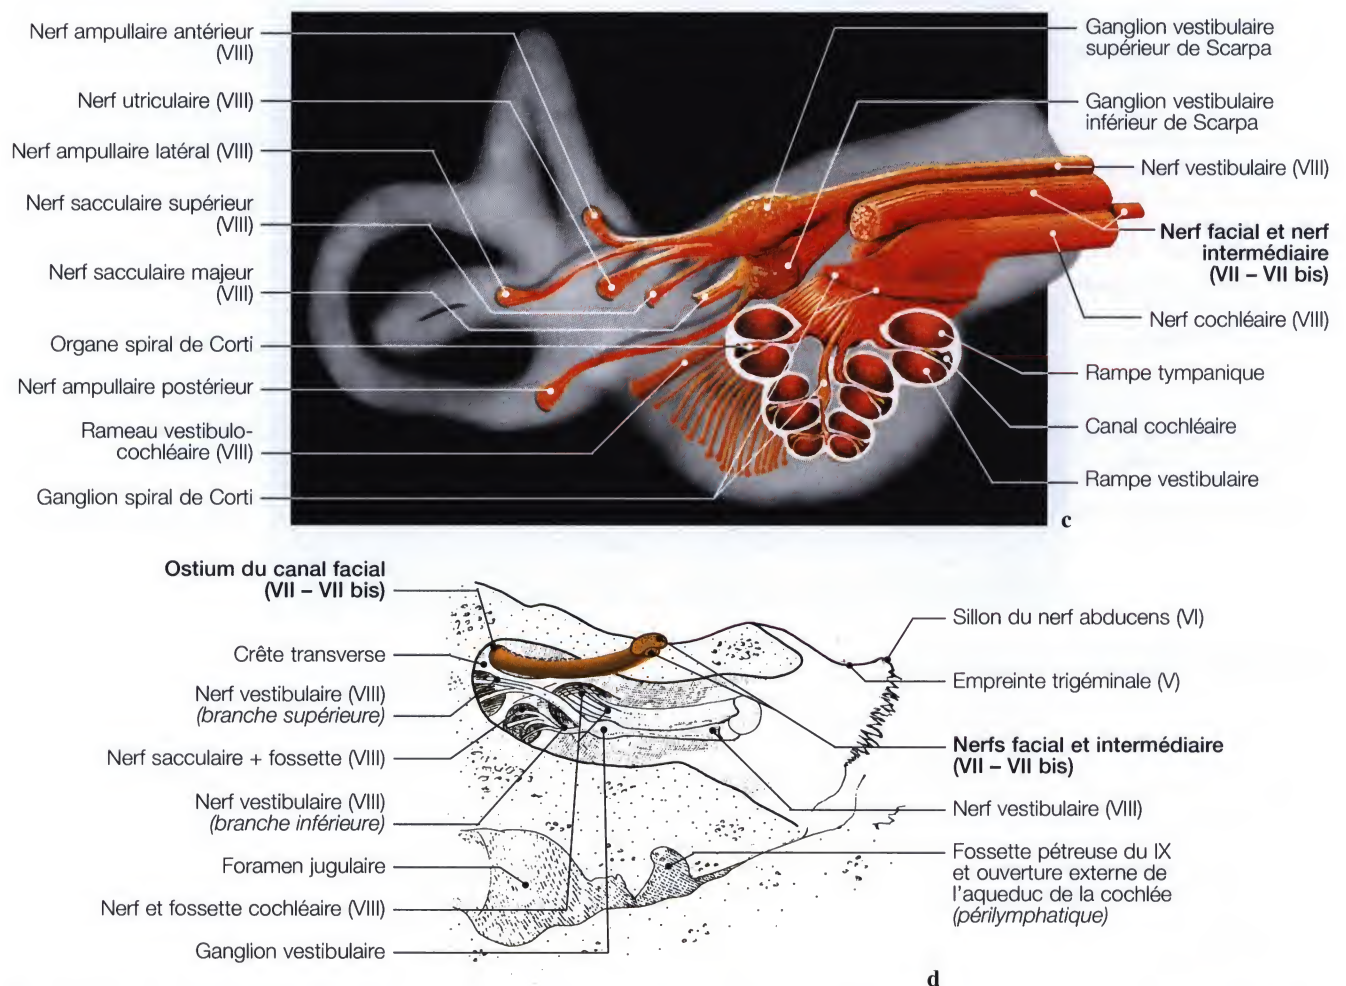 Nerf ampullaire antérieur
(VIII)
Nerf utriculaire (VIII)
Nerf ampullaire latéral (VIII)
Nerf sacculaire supérieur
(VIII)
Nerf sacculaire majeur
(VIII)
Organe spiral de Corti
Nerf ampullaire postérieur
Rameau vestibulo-
cochléaire (VIII)
Ganglion spiral de Corti
Ganglion vestibulaire
supérieur de Scarpa
Ganglion vestibulaire
inférieur de Scarpa
Nerf vestibulaire (VIII)
Nerf facial et nerf
intermédiaire
(VII – VII bis)
Nerf cochléaire (VIII)
Rampe tympanique
Canal cochléaire
Rampe vestibulaire
c
Ostium du canal facial
(VII – VII bis)
Crête transverse
Nerf vestibulaire (VIII)
(branche supérieure)
Nerf sacculaire + fossette (VIII)
Nerf vestibulaire (VIII)
(branche inférieure)
Foramen jugulaire
Nerf et fossette cochléaire (VIII)
Ganglion vestibulaire
Sillon du nerf abducens (VI)
Empreinte trigéminale (V)
Nerfs facial et intermédiaire
(VII – VII bis)
Nerf vestibulaire (VIII)
Fossette pétreuse du IX
et ouverture externe de
l'aqueduc de la cochlée
(périlymphatique)
d